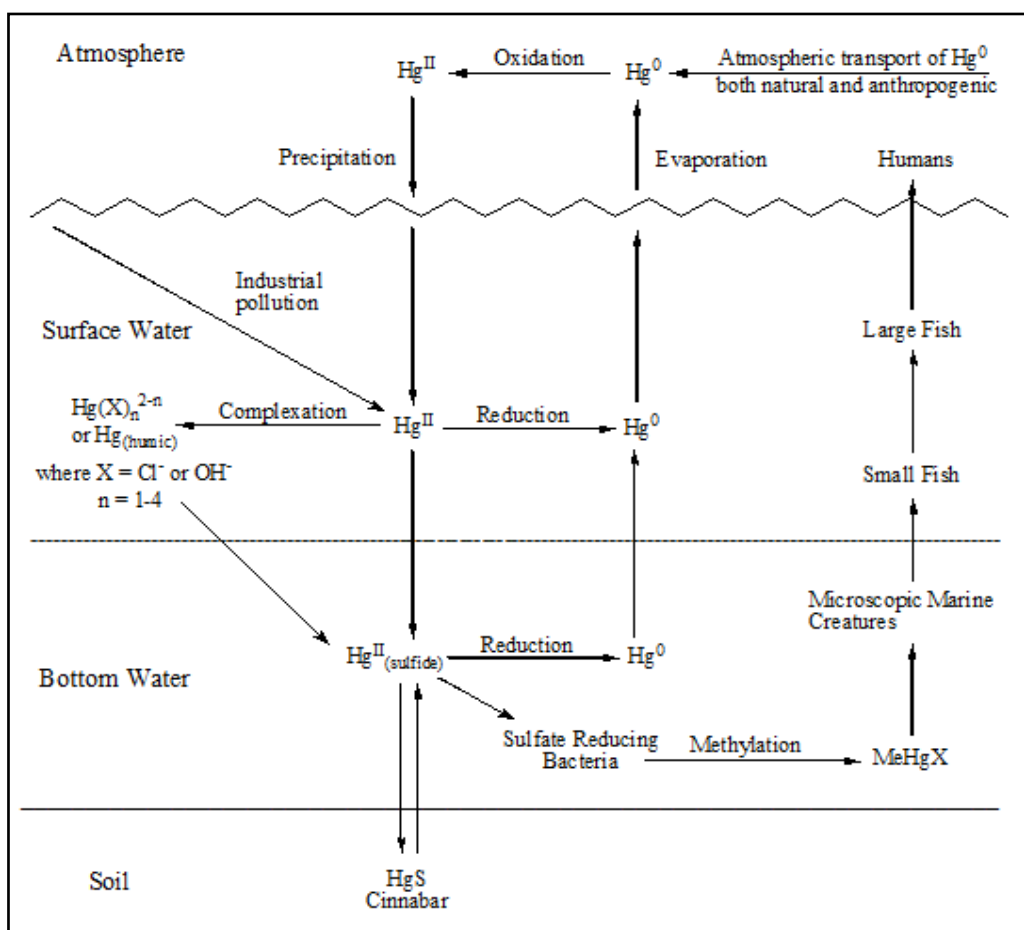 Atmosphere
Hg^II
Oxidation
Hg^0
Atmospheric transport of Hg^0
both natural and anthropogenic
Precipitation
Evaporation
Humans
Industrial
pollution
Surface Water
Large Fish
Hg(X)_n^2-n
or Hg_(humic)
Complexation
Hg^II
Reduction
Hg^0
where X = Cl^- or OH^-
n = 1-4
Small Fish
Microscopic Marine
Creatures
Hg^II_(sulfide)
Reduction
Hg^0
Bottom Water
Sulfate Reducing
Bacteria
Methylation
MeHgX
Soil
HgS
Cinnabar